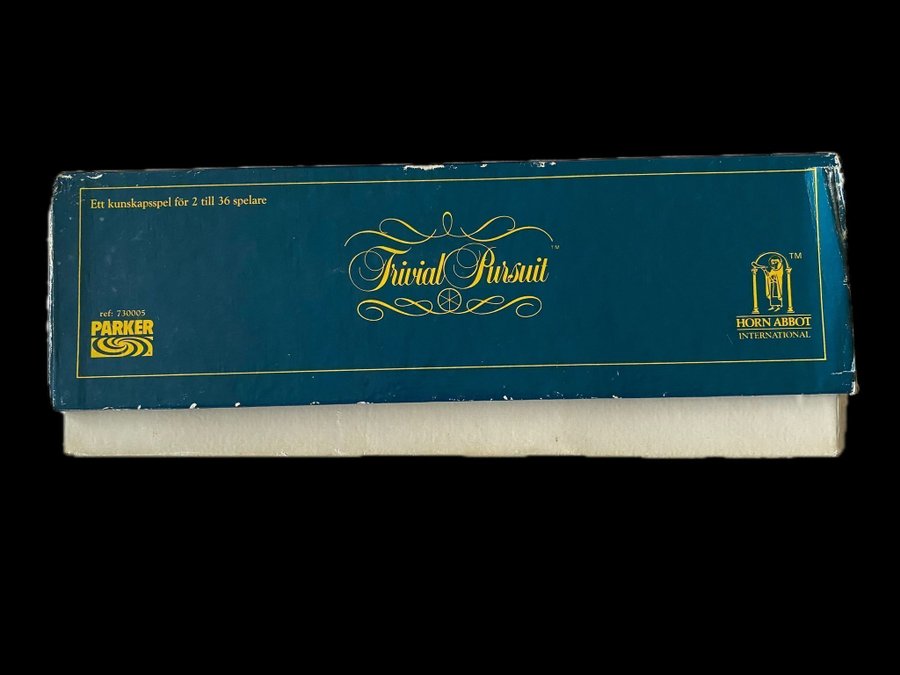 Ett kunskapsspel för 2 till 36 spelare
Trivial Pursuit ™
ref: 730005
PARKER
™
HORN ABBOT
INTERNATIONAL